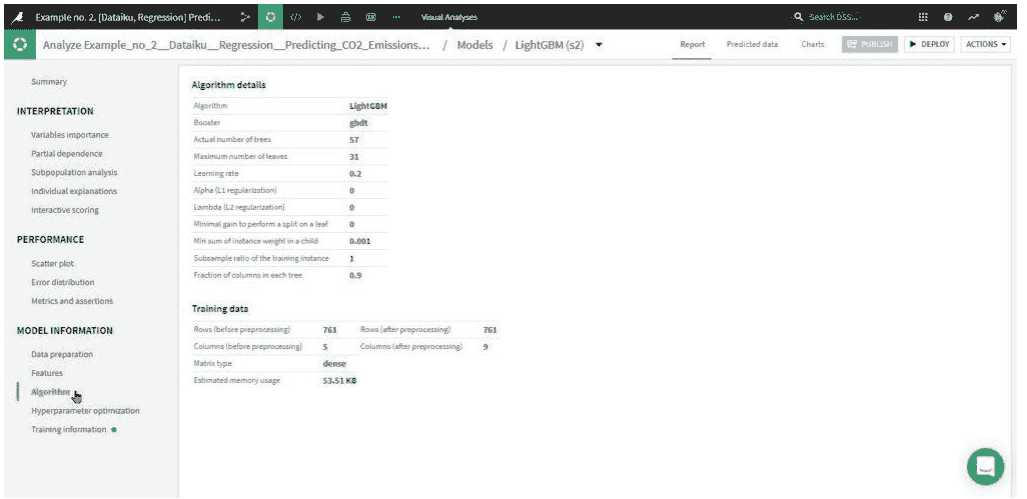 Example no. 2. [Dataiku, Regression] Predi... Visual Analyses Search DSS...
Analyze Example_no_2__Dataiku__Regression__Predicting_CO2_Emissions... / Models / LightGBM (s2) Report Predicted data Charts PUBLISH DEPLOY ACTIONS
Summary
INTERPRETATION
Variables importance
Partial dependence
Subpopulation analysis
Individual explanations
Interactive scoring
PERFORMANCE
Scatter plot
Error distribution
Metrics and assertions
MODEL INFORMATION
Data preparation
Features
Algorithm
Hyperparameter optimization
Training information
Algorithm details
Algorithm LightGBM
Booster gbdt
Actual number of trees 57
Maximum number of leaves 31
Learning rate 0.2
Alpha (L1 regularization) 0
Lambda (L2 regularization) 0
Minimal gain to perform a split on a leaf 0
Min sum of instance weight in a child 0.001
Subsample ratio of the training instance 1
Fraction of columns in each tree 0.9
Training data
Rows (before preprocessing) 761 Rows (after preprocessing) 761
Columns (before preprocessing) 5 Columns (after preprocessing) 9
Matrix type dense
Estimated memory usage 53.51 KB